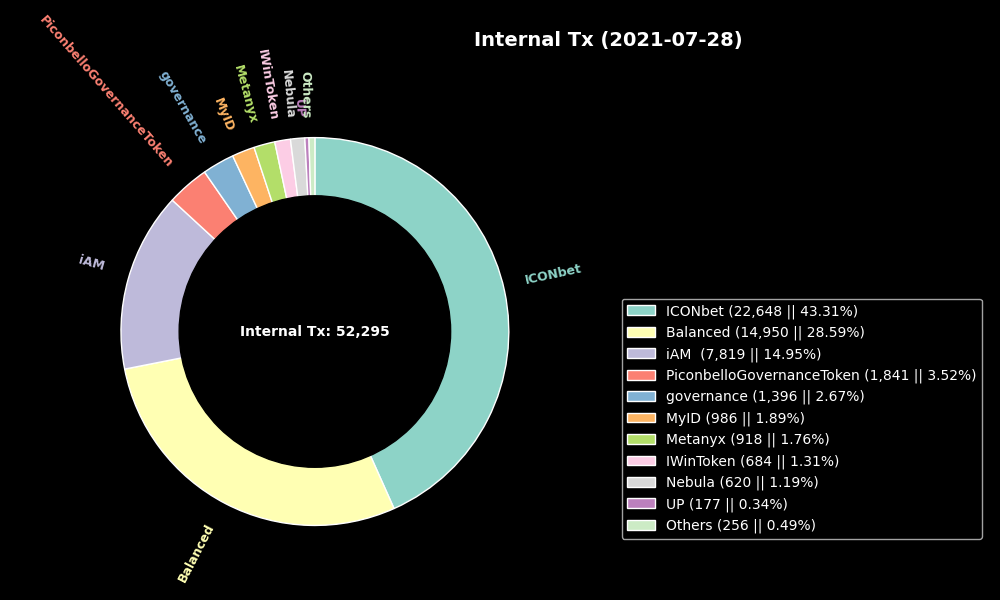 Internal Tx (2021-07-28)
PiconbelloGovernanceToken
governance
MyID
Metanyx
IWinToken
Nebula
UP
Others
iAM
ICONbet
Balanced
Internal Tx: 52,295
ICONbet (22,648 || 43.31%)
Balanced (14,950 || 28.59%)
iAM  (7,819 || 14.95%)
PiconbelloGovernanceToken (1,841 || 3.52%)
governance (1,396 || 2.67%)
MyID (986 || 1.89%)
Metanyx (918 || 1.76%)
IWinToken (684 || 1.31%)
Nebula (620 || 1.19%)
UP (177 || 0.34%)
Others (256 || 0.49%)